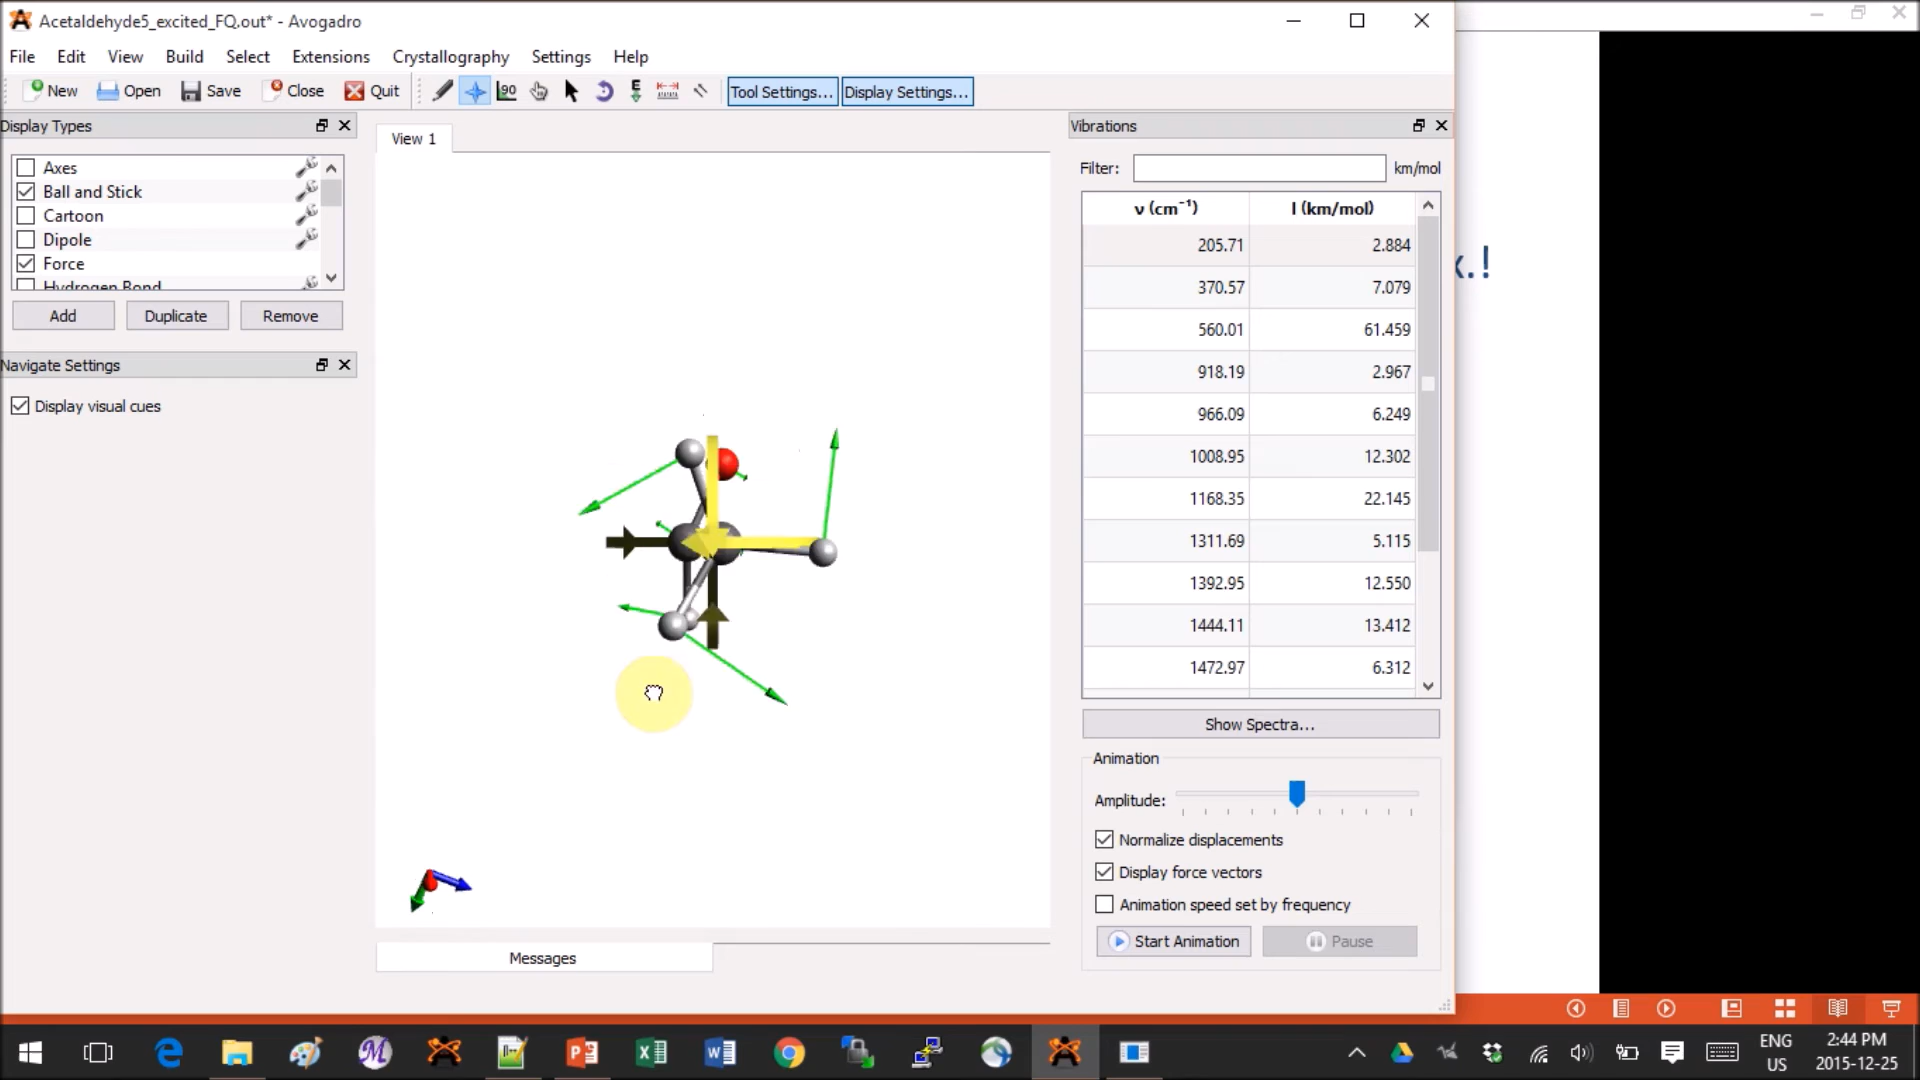 Acetaldehyde5_excited_FQ.out* - Avogadro
File Edit View Build Select Extensions Crystallography Settings Help
New Open Save Close Quit 90 E Tool Settings... Display Settings...
Display Types
Axes
Ball and Stick
Cartoon
Dipole
Force
Hydrogen Bond
Add Duplicate Remove
Navigate Settings
Display visual cues
View 1
Messages
Vibrations
Filter: km/mol
ν (cm⁻¹) I (km/mol)
205.71 2.884
370.57 7.079
560.01 61.459
918.19 2.967
966.09 6.249
1008.95 12.302
1168.35 22.145
1311.69 5.115
1392.95 12.550
1444.11 13.412
1472.97 6.312
Show Spectra...
Animation
Amplitude:
Normalize displacements
Display force vectors
Animation speed set by frequency
Start Animation Pause
x.!
ENG
US
2:44 PM
2015-12-25